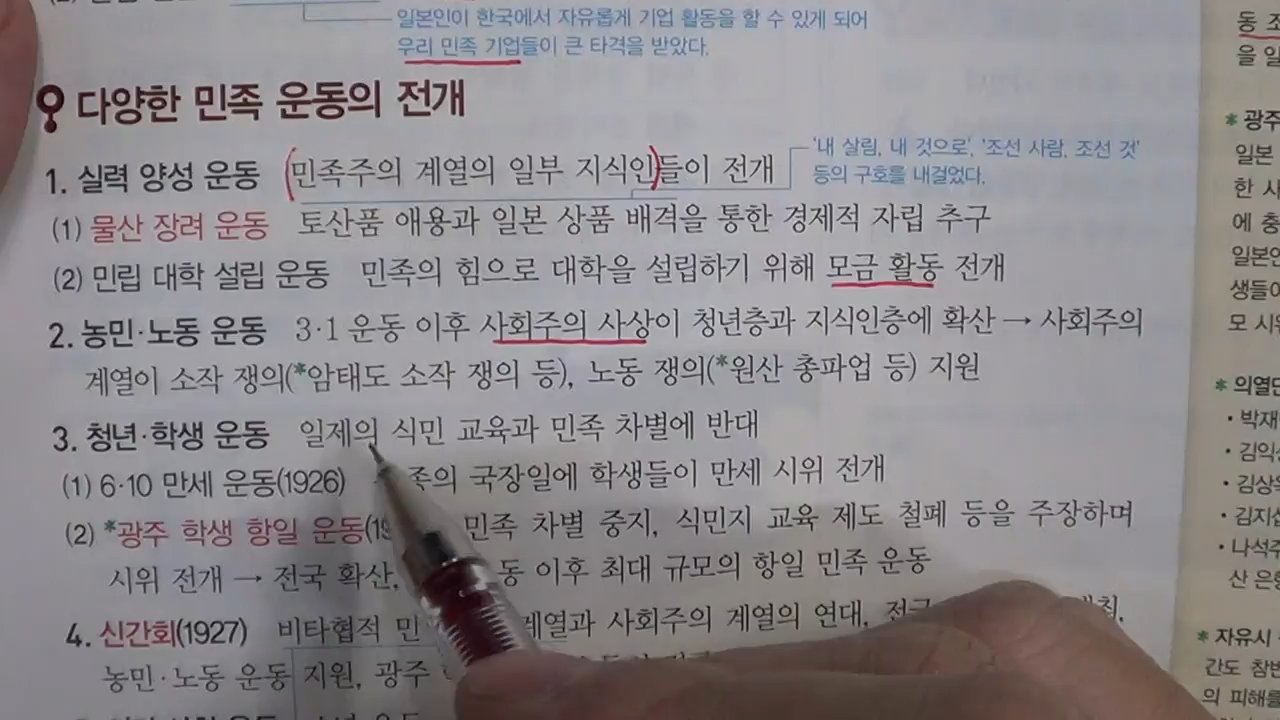 일본인이 한국에서 자유롭게 기업 활동을 할 수 있게 되어
우리 민족 기업들이 큰 타격을 받았다.
다양한 민족 운동의 전개
1. 실력 양성 운동 민족주의 계열의 일부 지식인들이 전개
'내 살림, 내 것으로', '조선 사람, 조선 것'
등의 구호를 내걸었다.
(1) 물산 장려 운동 토산품 애용과 일본 상품 배격을 통한 경제적 자립 추구
(2) 민립 대학 설립 운동 민족의 힘으로 대학을 설립하기 위해 모금 활동 전개
2. 농민·노동 운동 3·1 운동 이후 사회주의 사상이 청년층과 지식인층에 확산 → 사회주의
계열이 소작 쟁의(*암태도 소작 쟁의 등), 노동 쟁의(*원산 총파업 등) 지원
3. 청년·학생 운동 일제의 식민 교육과 민족 차별에 반대
(1) 6·10 만세 운동(1926) 국장일에 학생들이 만세 시위 전개
(2) *광주 학생 항일 운동(19 민족 차별 중지, 식민지 교육 제도 철폐 등을 주장하며
시위 전개 → 전국 확산, 이후 최대 규모의 항일 민족 운동
4. 신간회(1927) 비타협적 계열과 사회주의 계열의 연대,
농민·노동 운동 지원, 광주
동 조
을 일
* 광주
일본
한 사
에 충
일본인
생들이
모 시위
* 의열단
· 박재
· 김익
· 김상
· 김지
· 나석주
산 은행
* 자유시
간도 참변
의 피해를